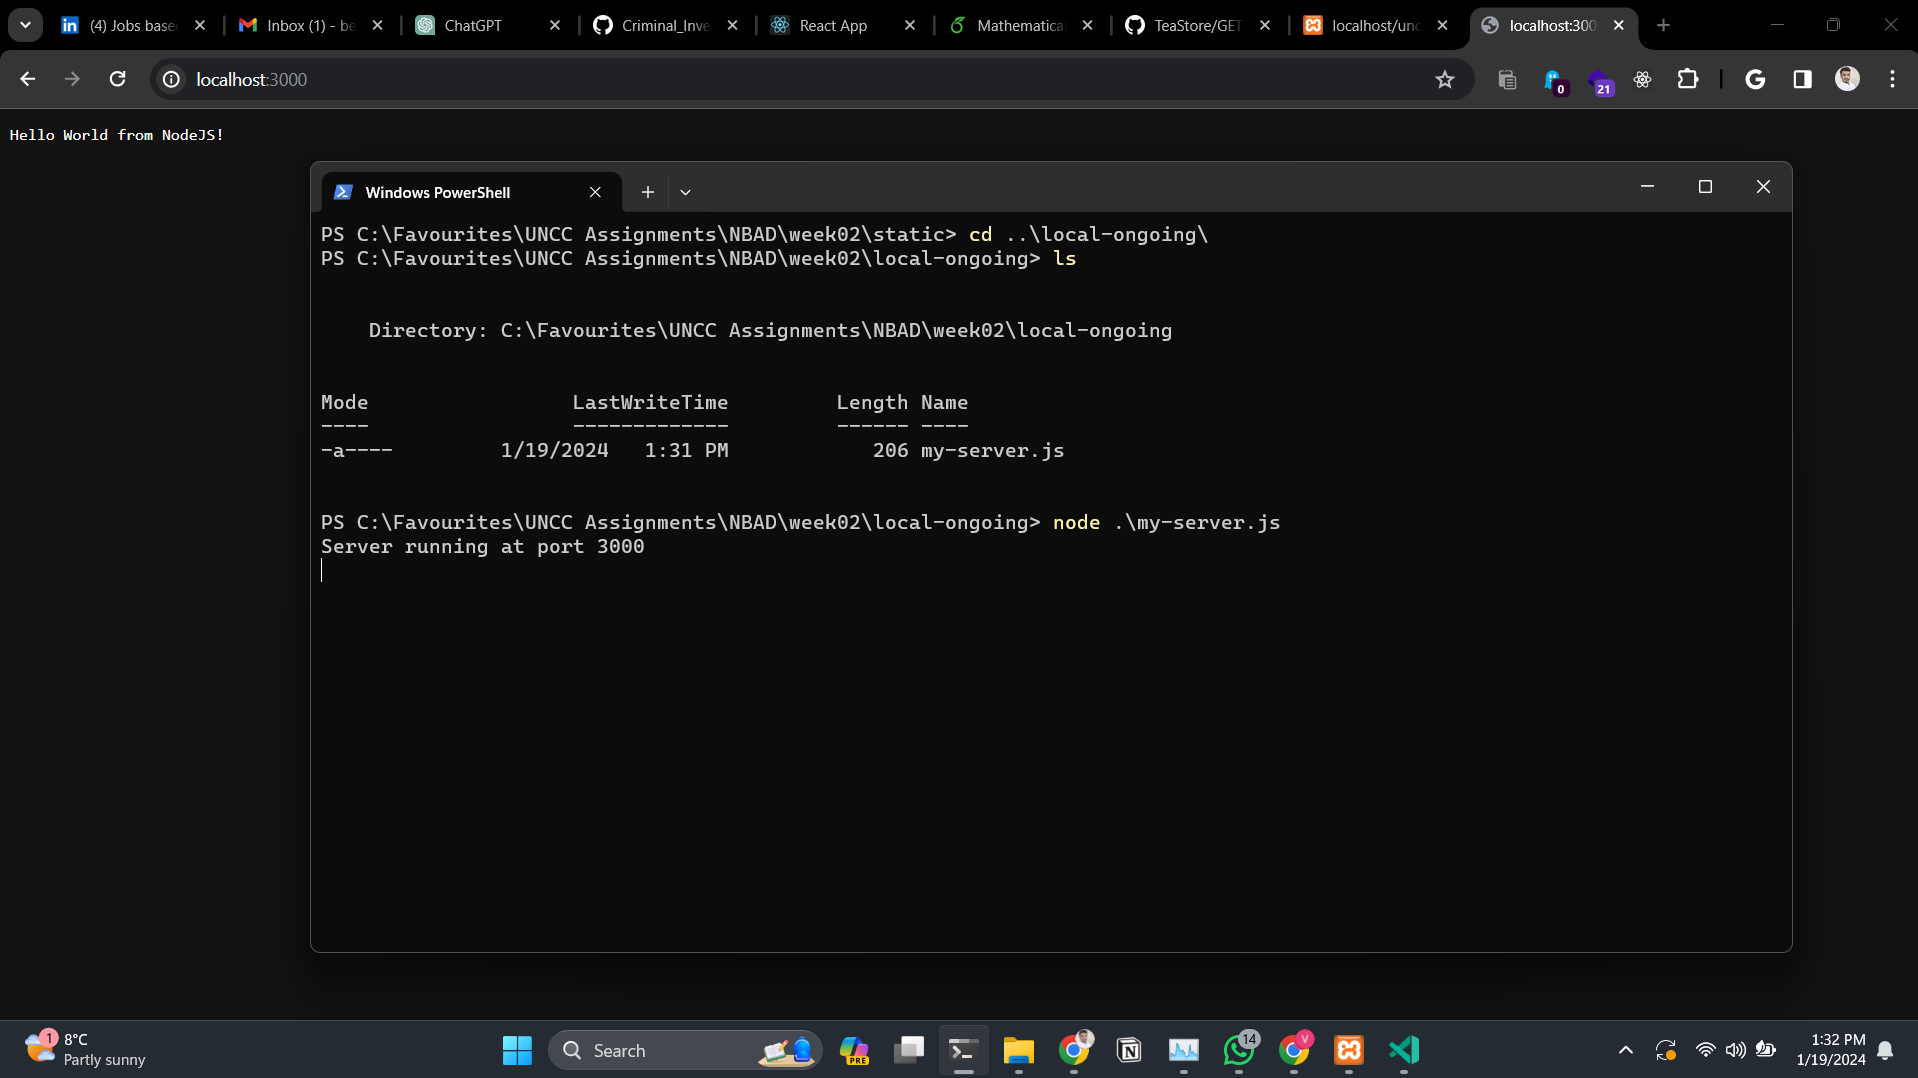 (4) Jobs base
Inbox (1) - be
ChatGPT
Criminal_Inve
React App
Mathematica
TeaStore/GET
localhost/unc
localhost:300
localhost:3000
0
21
Hello World from NodeJS!
Windows PowerShell
PS C:\Favourites\UNCC Assignments\NBAD\week02\static> cd ..\local-ongoing\
PS C:\Favourites\UNCC Assignments\NBAD\week02\local-ongoing> ls
Directory: C:\Favourites\UNCC Assignments\NBAD\week02\local-ongoing
Mode LastWriteTime Length Name
---- ------------- ------ ----
-a---- 1/19/2024 1:31 PM 206 my-server.js
PS C:\Favourites\UNCC Assignments\NBAD\week02\local-ongoing> node .\my-server.js
Server running at port 3000
1
8°C
Partly sunny
Search
PRE
14
V
1:32 PM
1/19/2024